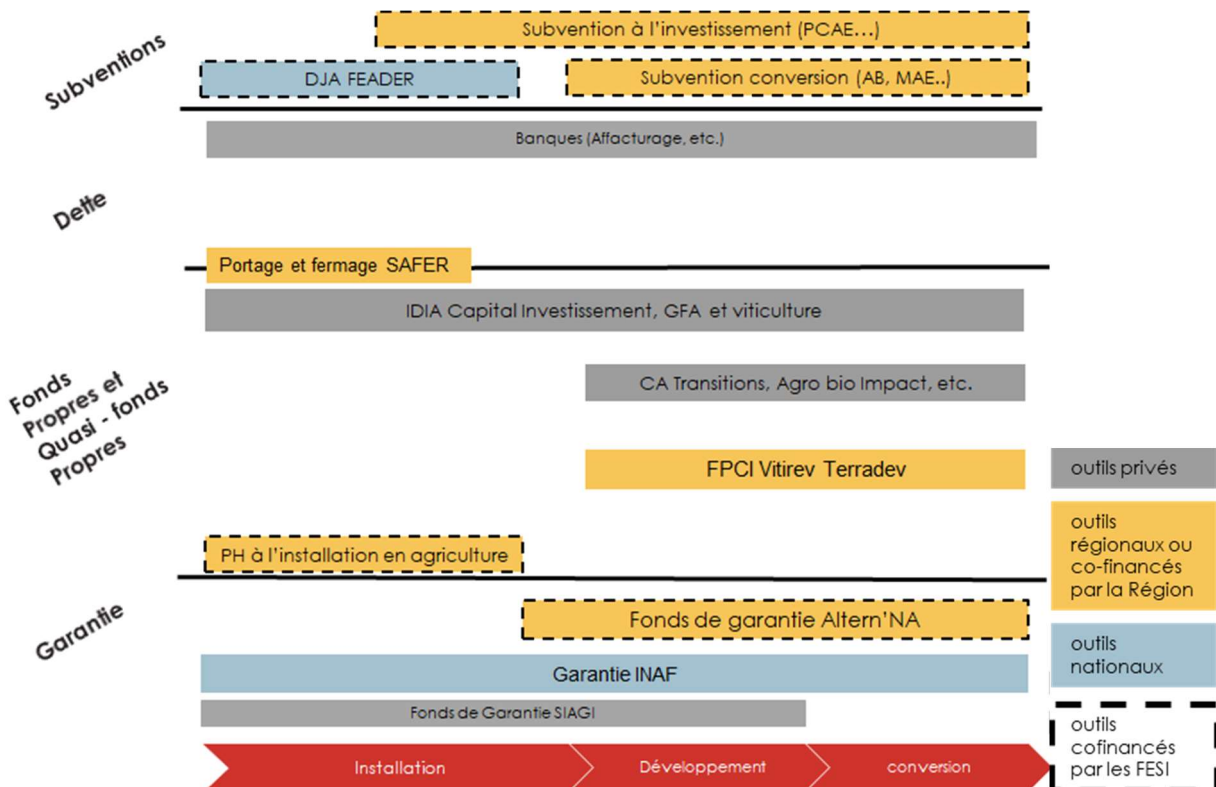 Subventions
Subvention à l'investissement (PCAE...)
DJA FEADER
Subvention conversion (AB, MAE..)
Banques (Affacturage, etc.)
Dette
Portage et fermage SAFER
IDIA Capital Investissement, GFA et viticulture
Fonds
Propres et
Quasi - fonds
Propres
CA Transitions, Agro bio Impact, etc.
FPCI Vitirev Terradev
PH à l'installation en agriculture
Garantie
Fonds de garantie Altern'NA
Garantie INAF
Fonds de Garantie SIAGI
Installation
Développement
conversion
outils privés
outils
régionaux ou
co-financés
par la Région
outils
nationaux
outils
cofinancés
par les FESI